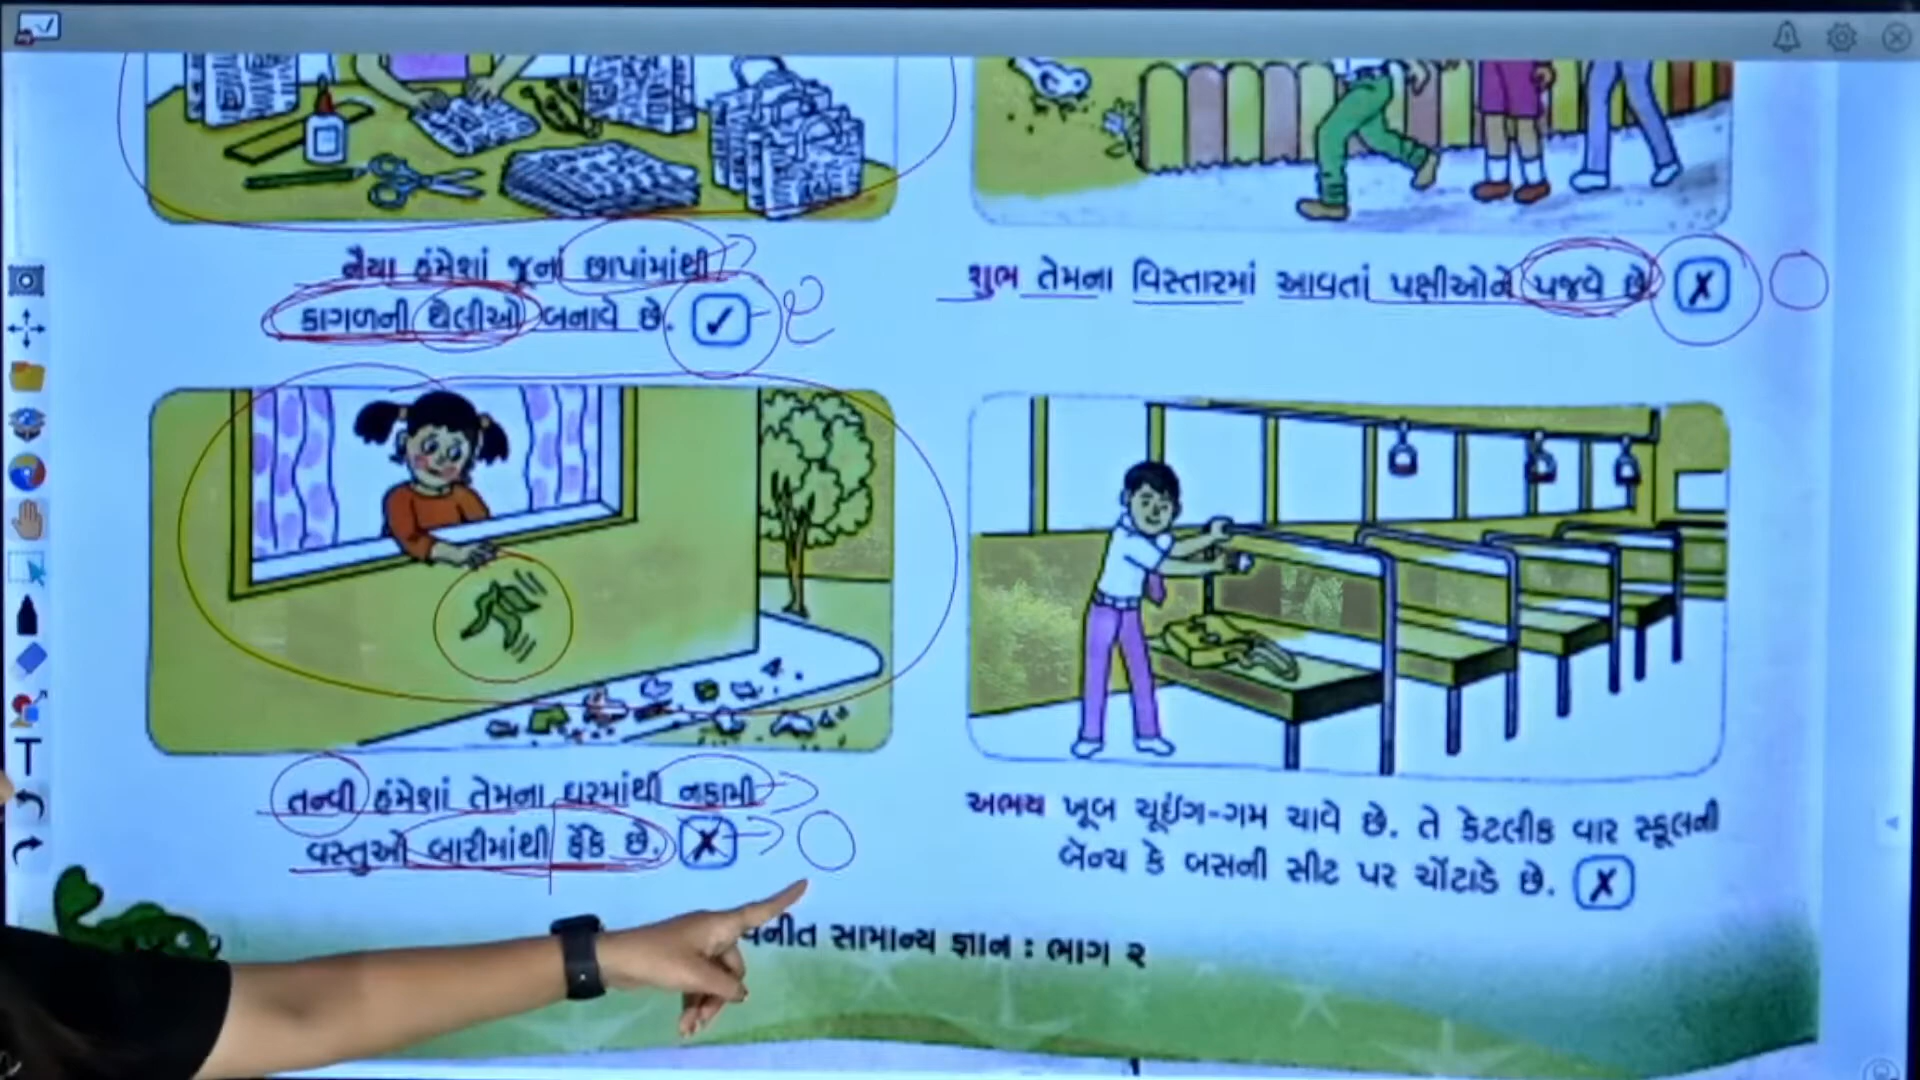 નૈયા હંમેશાં જૂનાં છાપાંમાંથી
કાગળની થેલીઓ બનાવે છે. ✓
શુભ તેમના વિસ્તારમાં આવતાં પક્ષીઓને પજવે છે. ✗
તન્વી હંમેશાં તેમના ઘરમાંથી નકામી
વસ્તુઓ બારીમાંથી ફેંકે છે. ✗
અભય ખૂબ ચૂઈંગ-ગમ ચાવે છે. તે કેટલીક વાર સ્કૂલની
બૅન્ચ કે બસની સીટ પર ચોંટાડે છે. ✗
વનીત સામાન્ય જ્ઞાન : ભાગ ૨